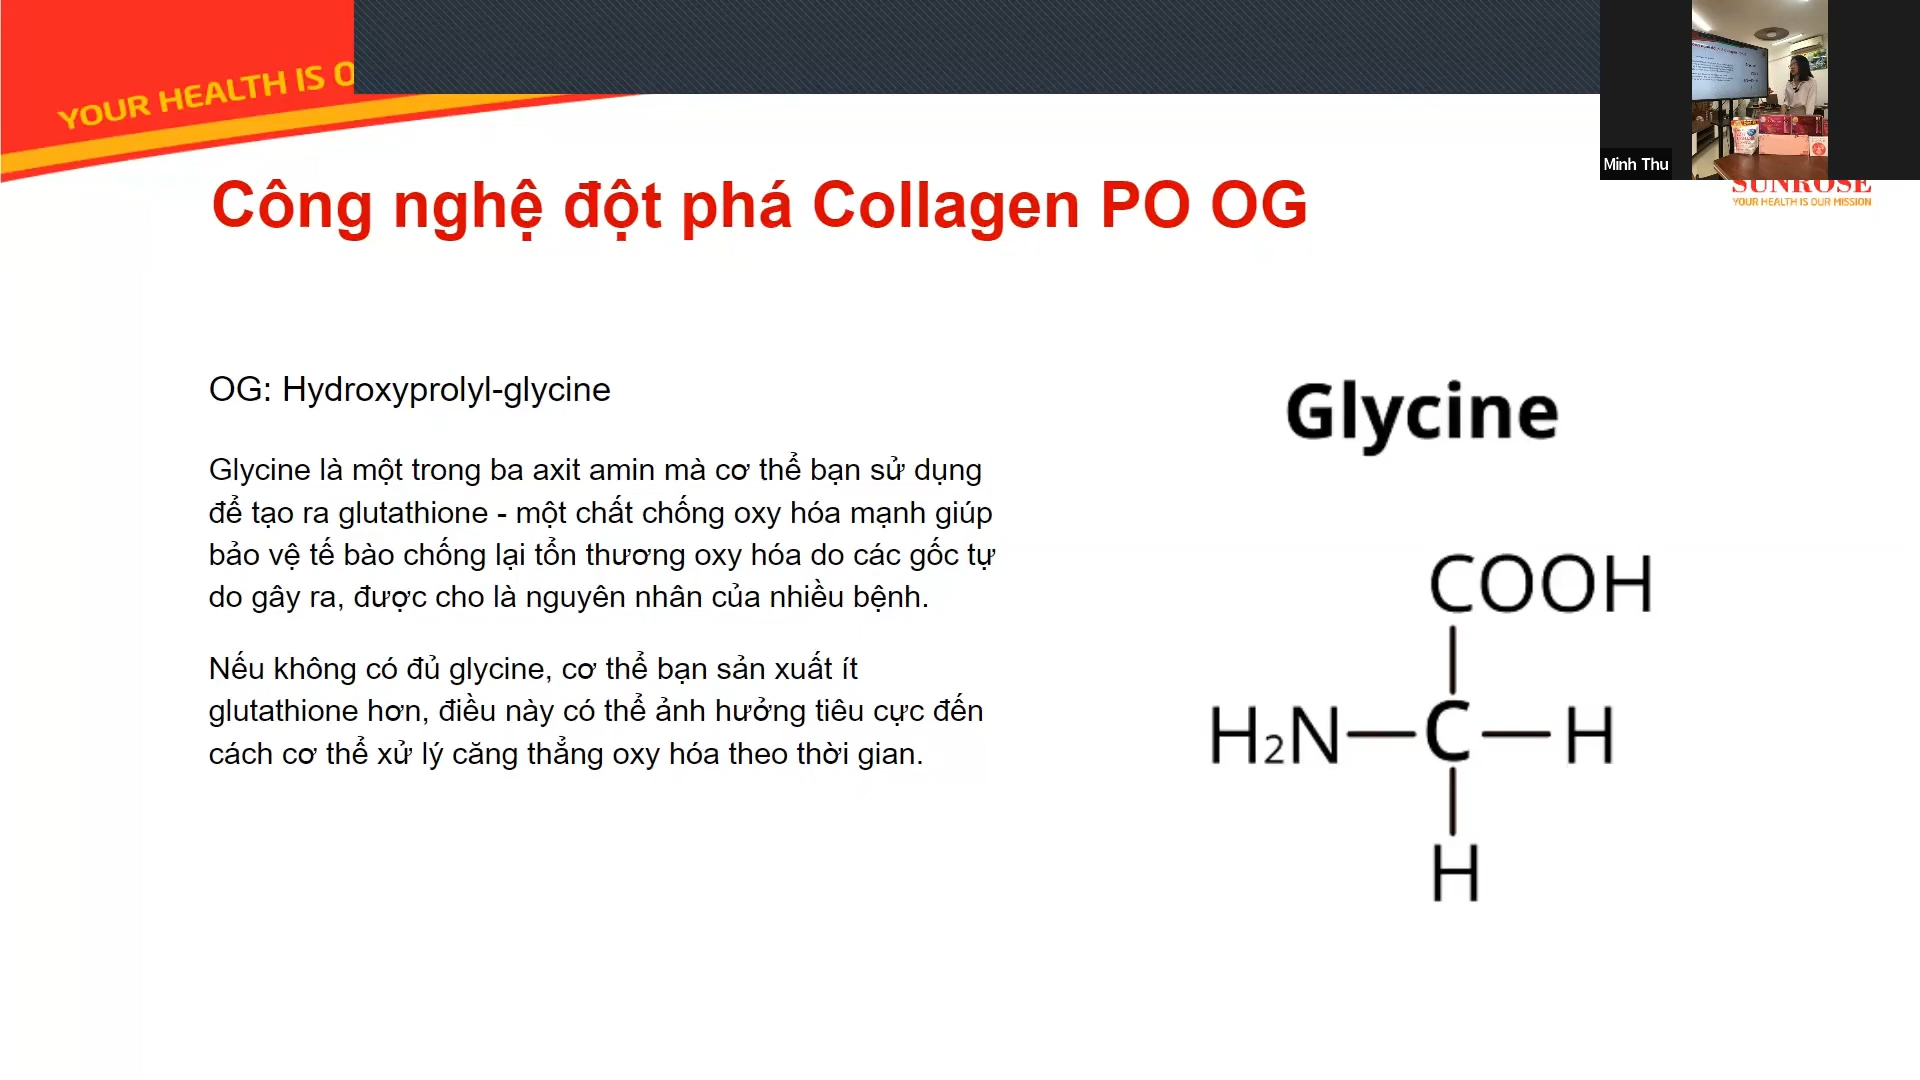 YOUR HEALTH IS O
Minh Thu
SUNROSE
YOUR HEALTH IS OUR MISSION
Công nghệ đột phá Collagen PO OG
OG: Hydroxyprolyl-glycine
Glycine là một trong ba axit amin mà cơ thể bạn sử dụng
để tạo ra glutathione - một chất chống oxy hóa mạnh giúp
bảo vệ tế bào chống lại tổn thương oxy hóa do các gốc tự
do gây ra, được cho là nguyên nhân của nhiều bệnh.
Nếu không có đủ glycine, cơ thể bạn sản xuất ít
glutathione hơn, điều này có thể ảnh hưởng tiêu cực đến
cách cơ thể xử lý căng thẳng oxy hóa theo thời gian.
Glycine
COOH
H₂N—C—H
H